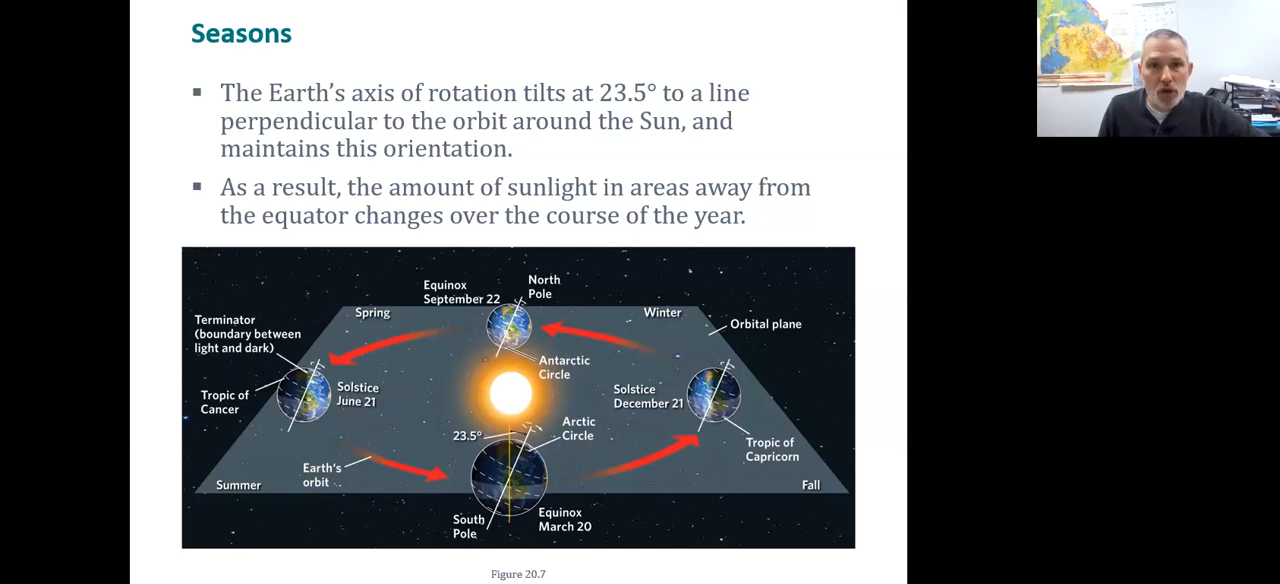 Seasons
▪ The Earth's axis of rotation tilts at 23.5° to a line
perpendicular to the orbit around the Sun, and
maintains this orientation.
▪ As a result, the amount of sunlight in areas away from
the equator changes over the course of the year.
Equinox
September 22
North
Pole
Spring
Winter
Terminator
(boundary between
light and dark)
Orbital plane
Antarctic
Circle
Tropic of
Cancer
Solstice
June 21
Solstice
December 21
23.5°
Arctic
Circle
Tropic of
Capricorn
Earth's
orbit
Summer
Fall
South
Pole
Equinox
March 20
Figure 20.7